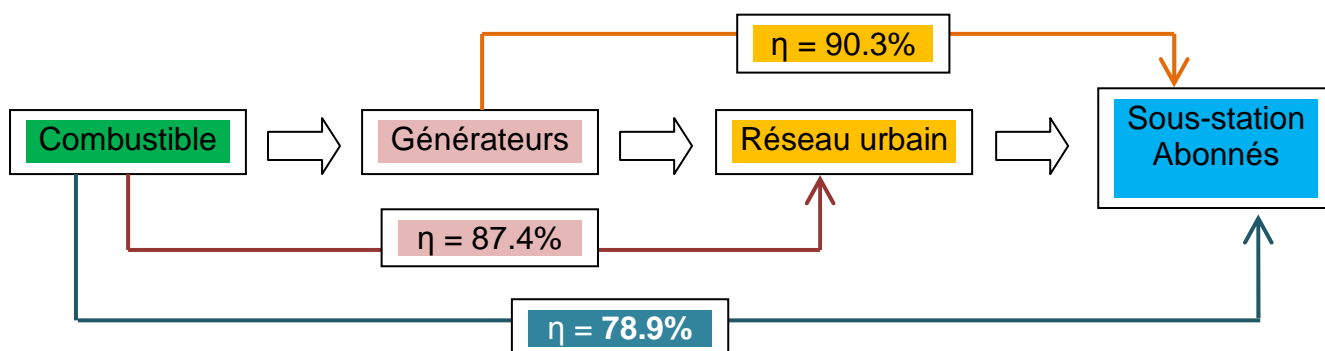 η = 90.3%
Combustible
Générateurs
Réseau urbain
Sous-station
Abonnés
η = 87.4%
η = 78.9%